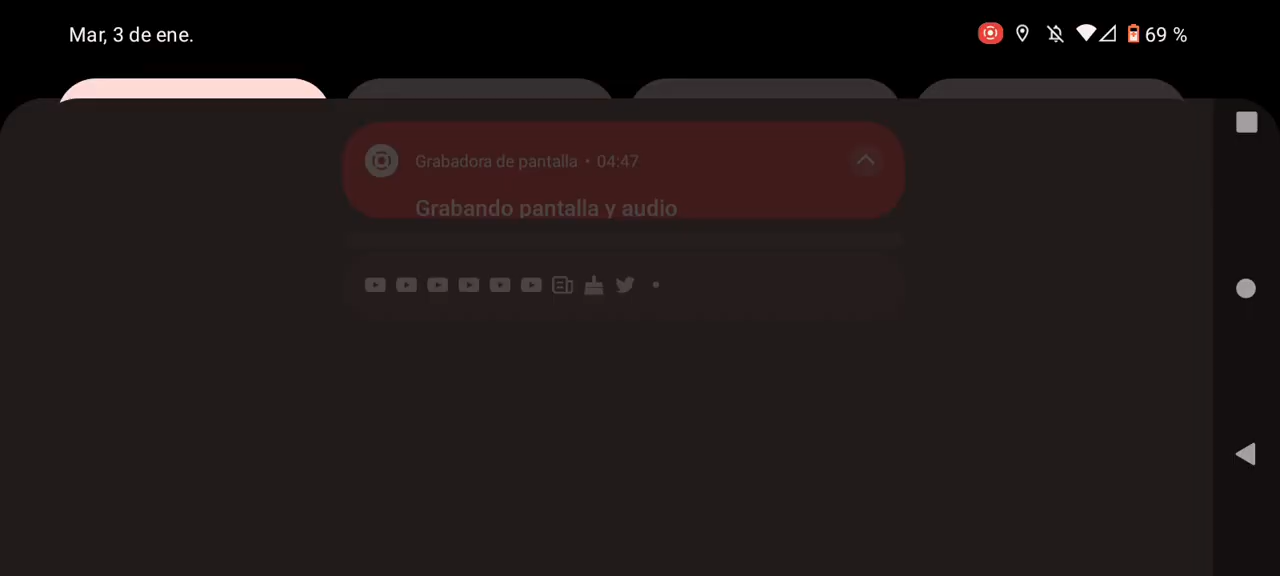 Mar, 3 de ene.
69 %
Grabadora de pantalla • 04:47
Grabando pantalla y audio